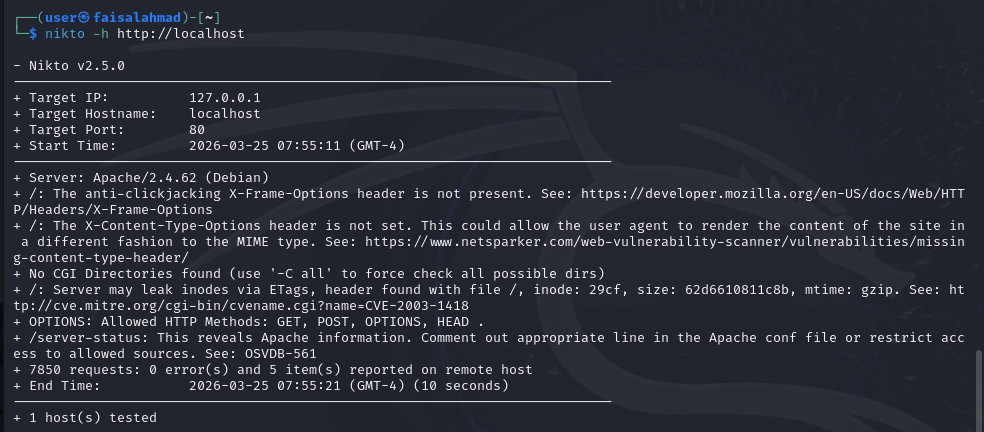 ┌──(user㉿faisalahmad)-[~]
└─$ nikto -h http://localhost
- Nikto v2.5.0
+ Target IP:          127.0.0.1
+ Target Hostname:    localhost
+ Target Port:        80
+ Start Time:         2026-03-25 07:55:11 (GMT-4)
+ Server: Apache/2.4.62 (Debian)
+ /: The anti-clickjacking X-Frame-Options header is not present. See: https://developer.mozilla.org/en-US/docs/Web/HTT
P/Headers/X-Frame-Options
+ /: The X-Content-Type-Options header is not set. This could allow the user agent to render the content of the site in
 a different fashion to the MIME type. See: https://www.netsparker.com/web-vulnerability-scanner/vulnerabilities/missin
g-content-type-header/
+ No CGI Directories found (use '-C all' to force check all possible dirs)
+ /: Server may leak inodes via ETags, header found with file /, inode: 29cf, size: 62d6610811c8b, mtime: gzip. See: ht
tp://cve.mitre.org/cgi-bin/cvename.cgi?name=CVE-2003-1418
+ OPTIONS: Allowed HTTP Methods: GET, POST, OPTIONS, HEAD .
+ /server-status: This reveals Apache information. Comment out appropriate line in the Apache conf file or restrict acc
ess to allowed sources. See: OSVDB-561
+ 7850 requests: 0 error(s) and 5 item(s) reported on remote host
+ End Time:           2026-03-25 07:55:21 (GMT-4) (10 seconds)
+ 1 host(s) tested